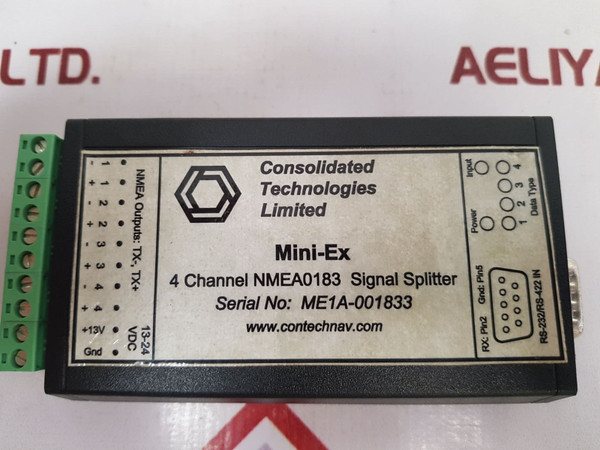 LTD.
AELIYA
Consolidated
Technologies
Limited
Mini-Ex
4 Channel NMEA0183 Signal Splitter
Serial No: ME1A-001833
www.contechnav.com
NMEA Outputs: TX-, TX+
- 1
+ 1
- 2
+ 2
- 3
+ 3
- 4
+ 4
+13V
Gnd
13-24
VDC
Input
Power
4
3
2
1
Data Type
RX: Pin2 Gnd: Pin5
RS-232/RS-422 IN